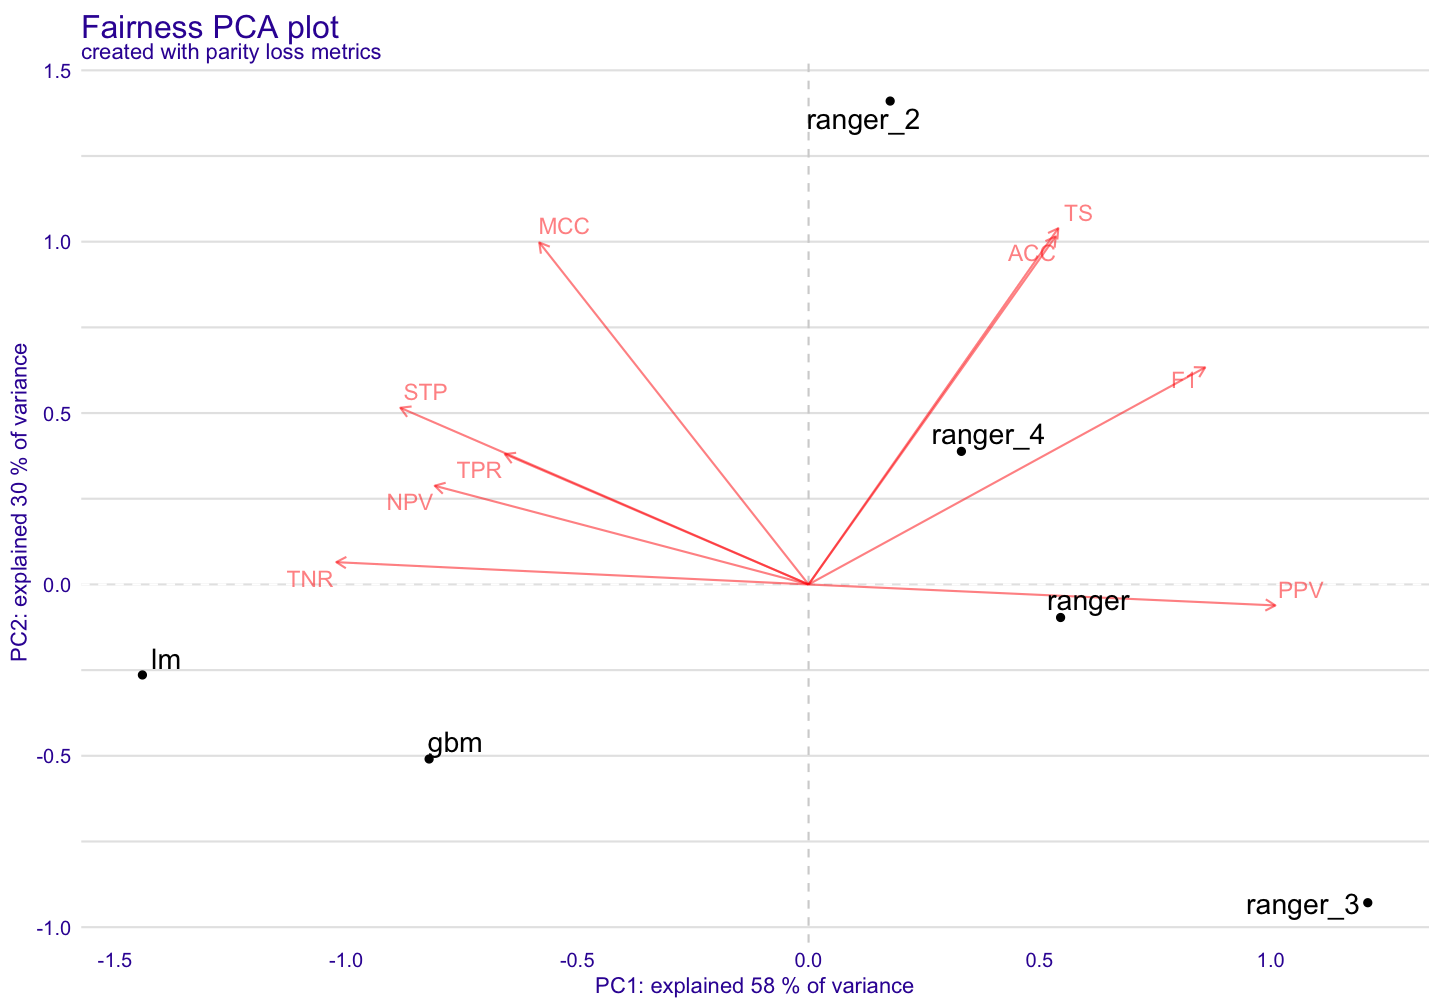 Fairness PCA plot
created with parity loss metrics
1.5
ranger_2
TS
MCC
1.0
ACC
F1
STP
0.5
ranger_4
TPR
NPV
TNR
0.0
PPV
ranger
lm
gbm
-0.5
ranger_3
-1.0
-1.5
-1.0
-0.5
0.0
0.5
1.0
PC1: explained 58 % of variance
PC2: explained 30 % of variance